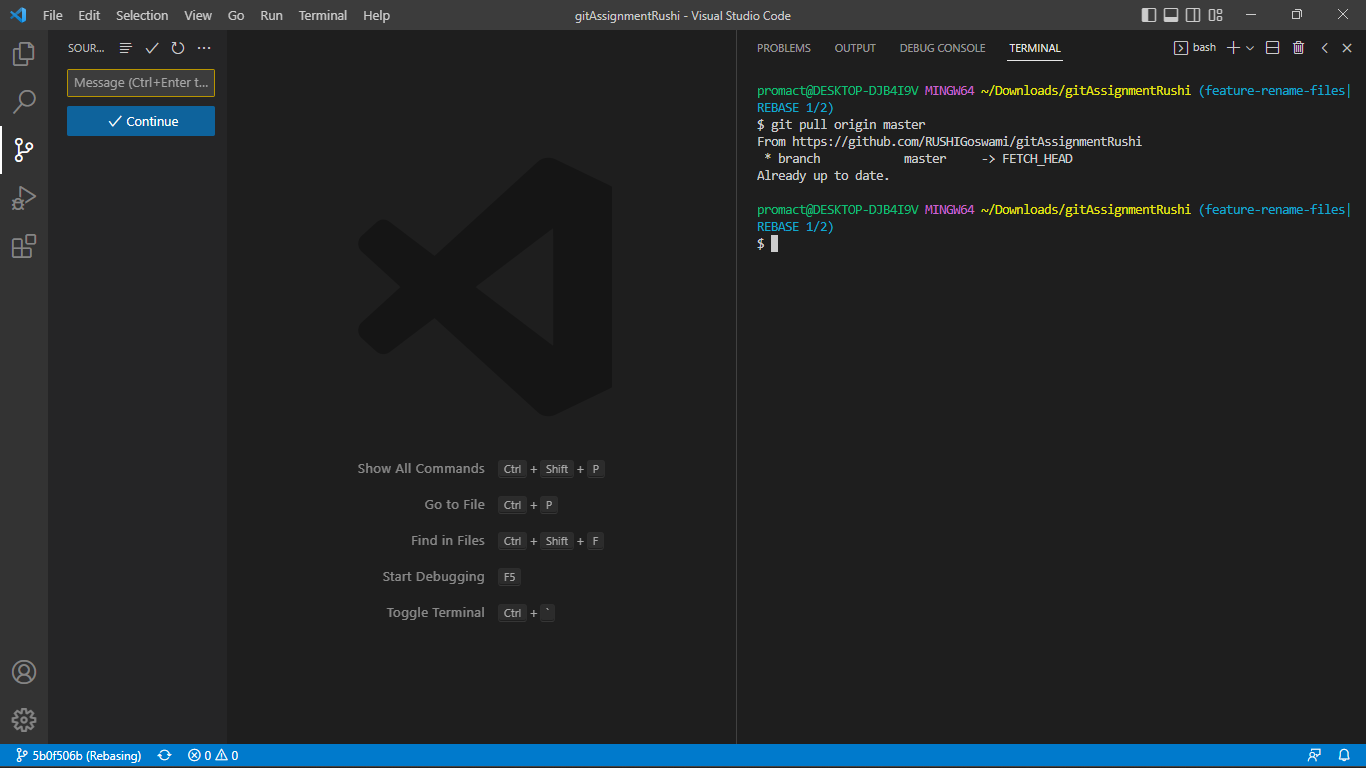 File Edit Selection View Go Run Terminal Help
gitAssignmentRushi - Visual Studio Code
SOUR...
Message (Ctrl+Enter t...
Continue
Show All Commands Ctrl + Shift + P
Go to File Ctrl + P
Find in Files Ctrl + Shift + F
Start Debugging F5
Toggle Terminal Ctrl + `
PROBLEMS OUTPUT DEBUG CONSOLE TERMINAL
bash
promact@DESKTOP-DJB4I9V MINGW64 ~/Downloads/gitAssignmentRushi (feature-rename-files|
REBASE 1/2)
$ git pull origin master
From https://github.com/RUSHIGoswami/gitAssignmentRushi
* branch master -> FETCH_HEAD
Already up to date.
promact@DESKTOP-DJB4I9V MINGW64 ~/Downloads/gitAssignmentRushi (feature-rename-files|
REBASE 1/2)
$
5b0f506b (Rebasing) 0 0